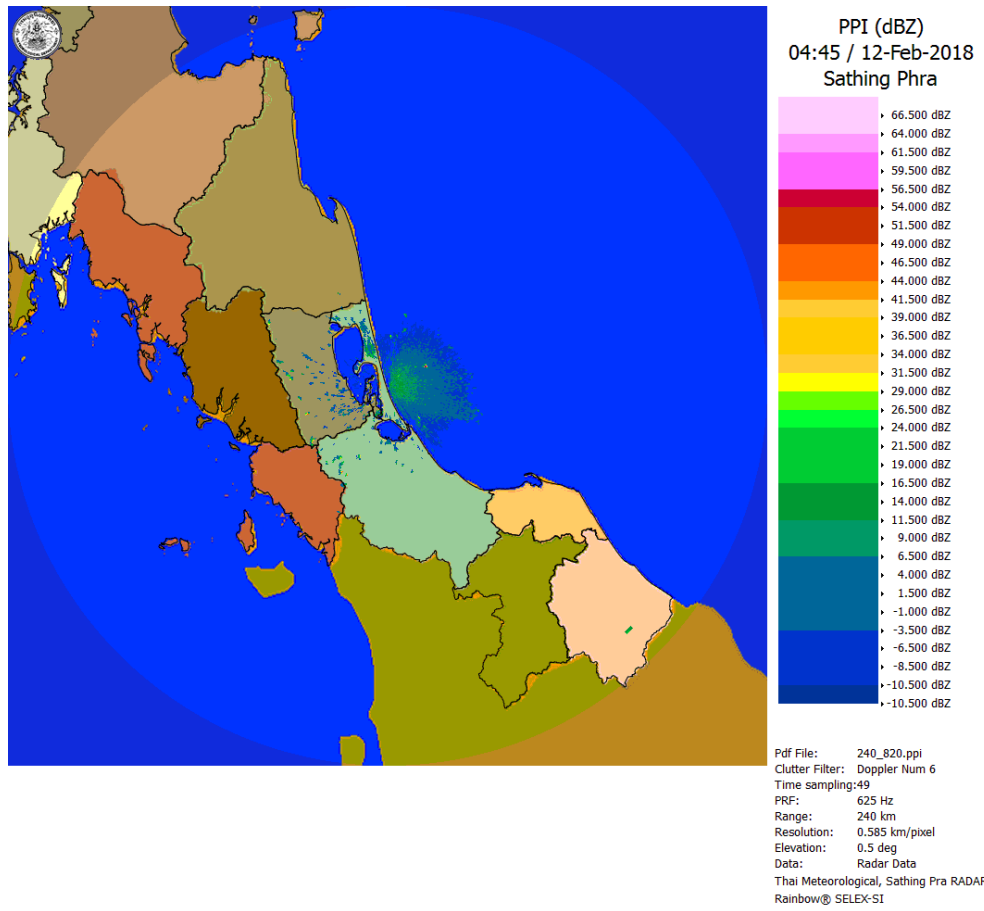 PPI (dBZ)
04:45 / 12-Feb-2018
Sathing Phra
66.500 dBZ
64.000 dBZ
61.500 dBZ
59.500 dBZ
56.500 dBZ
54.000 dBZ
51.500 dBZ
49.000 dBZ
46.500 dBZ
44.000 dBZ
41.500 dBZ
39.000 dBZ
36.500 dBZ
34.000 dBZ
31.500 dBZ
29.000 dBZ
26.500 dBZ
24.000 dBZ
21.500 dBZ
19.000 dBZ
16.500 dBZ
14.000 dBZ
11.500 dBZ
9.000 dBZ
6.500 dBZ
4.000 dBZ
1.500 dBZ
-1.000 dBZ
-3.500 dBZ
-6.500 dBZ
-8.500 dBZ
-10.500 dBZ
-10.500 dBZ
Pdf File: 240_820.ppi
Clutter Filter: Doppler Num 6
Time sampling:49
PRF: 625 Hz
Range: 240 km
Resolution: 0.585 km/pixel
Elevation: 0.5 deg
Data: Radar Data
Thai Meteorological, Sathing Pra RADAR
Rainbow® SELEX-SI